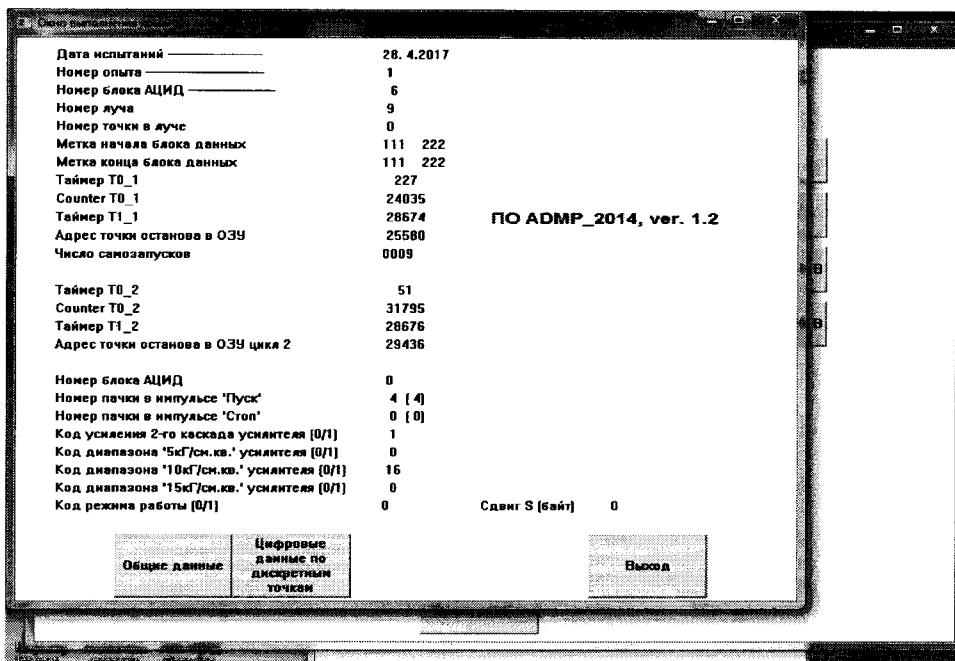 Окно выполнения
Дата испытаний 28. 4.2017
Номер опыта 1
Номер блока АЦИД 6
Номер луча 9
Номер точки в луче 0
Метка начала блока данных 111 222
Метка конца блока данных 111 222
Таймер T0_1 227
Counter T0_1 24035
Таймер T1_1 28674
ПО ADMP_2014, ver. 1.2
Адрес точки останова в ОЗУ 25580
Число самозапусков 0009
Таймер T0_2 51
Counter T0_2 31795
Таймер T1_2 28676
Адрес точки останова в ОЗУ цикл 2 29436
Номер блока АЦИД 0
Номер пачки в импульсе 'Пуск' 4 [ 4]
Номер пачки в импульсе 'Стоп' 0 [ 0]
Код усиления 2-го каскада усилителя [0/1] 1
Код диапазона '5кГ/см.кв.' усилителя [0/1] 0
Код диапазона '10кГ/см.кв.' усилителя [0/1] 16
Код диапазона '15кГ/см.кв.' усилителя [0/1] 0
Код режима работы [0/1] 0 Сдвиг S [байт] 0
Общие данные
Цифровые
данные по
дискретным
точкам
Выход
В
В